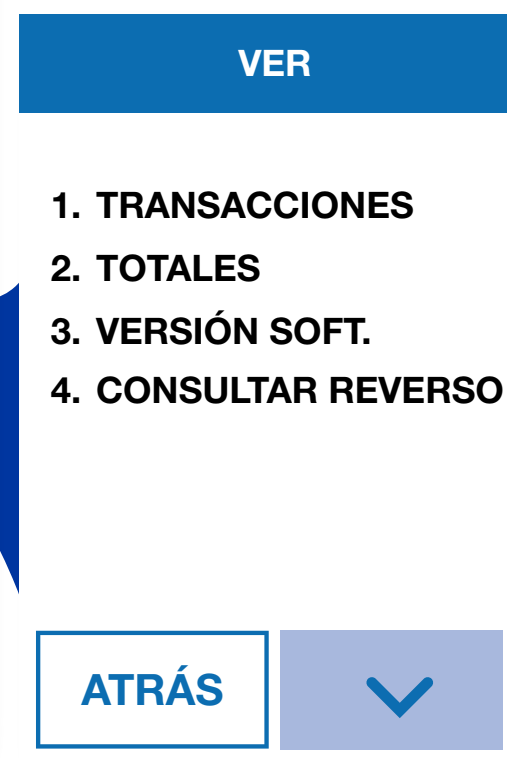 VER
1. TRANSACCIONES
2. TOTALES
3. VERSIÓN SOFT.
4. CONSULTAR REVERSO
ATRÁS